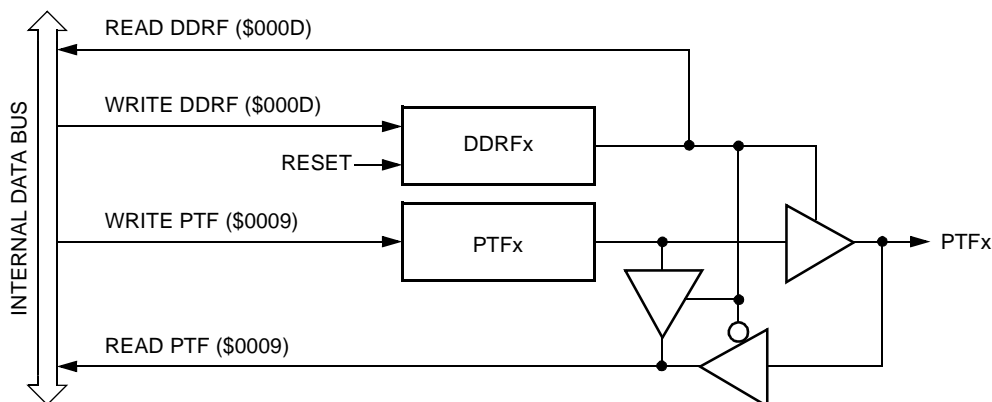 READ DDRF ($000D)
WRITE DDRF ($000D)
DDRFx
RESET
WRITE PTF ($0009)
PTFx
PTFx
READ PTF ($0009)
INTERNAL DATA BUS